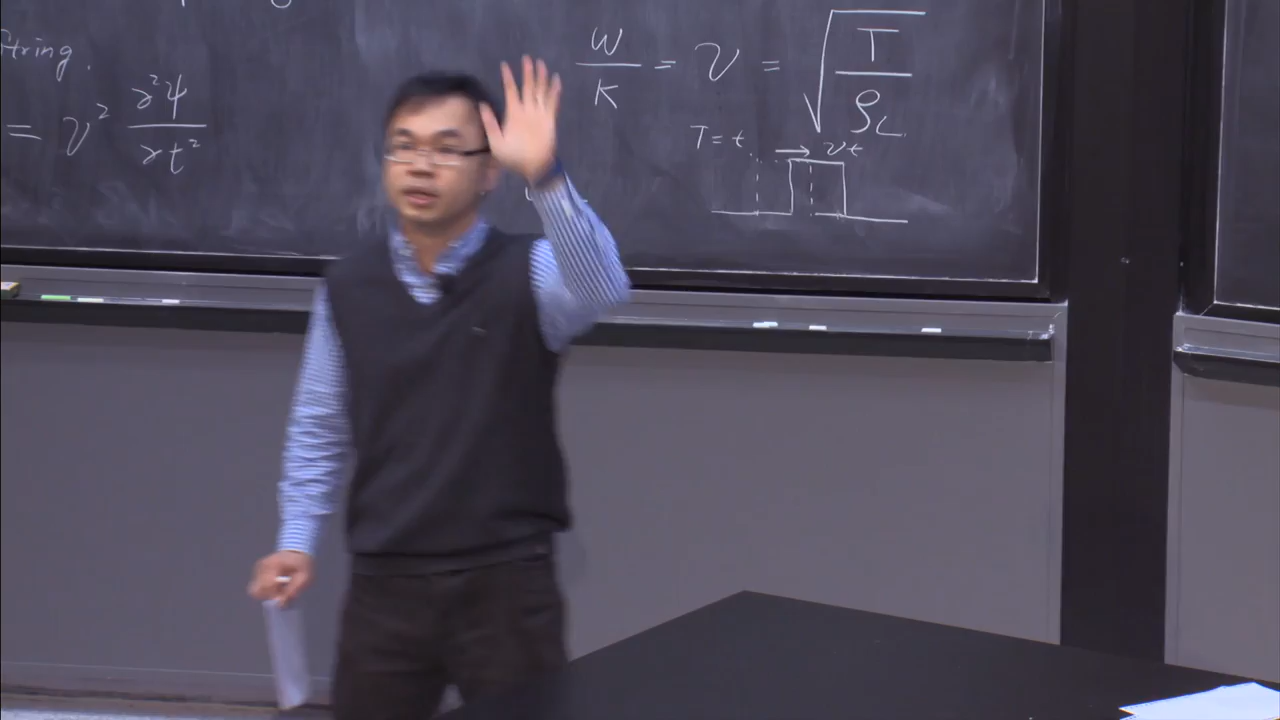 String.
= v² ∂²ψ / ∂t²
ω / K = v = √(T / ρL)
T = t
→ vt